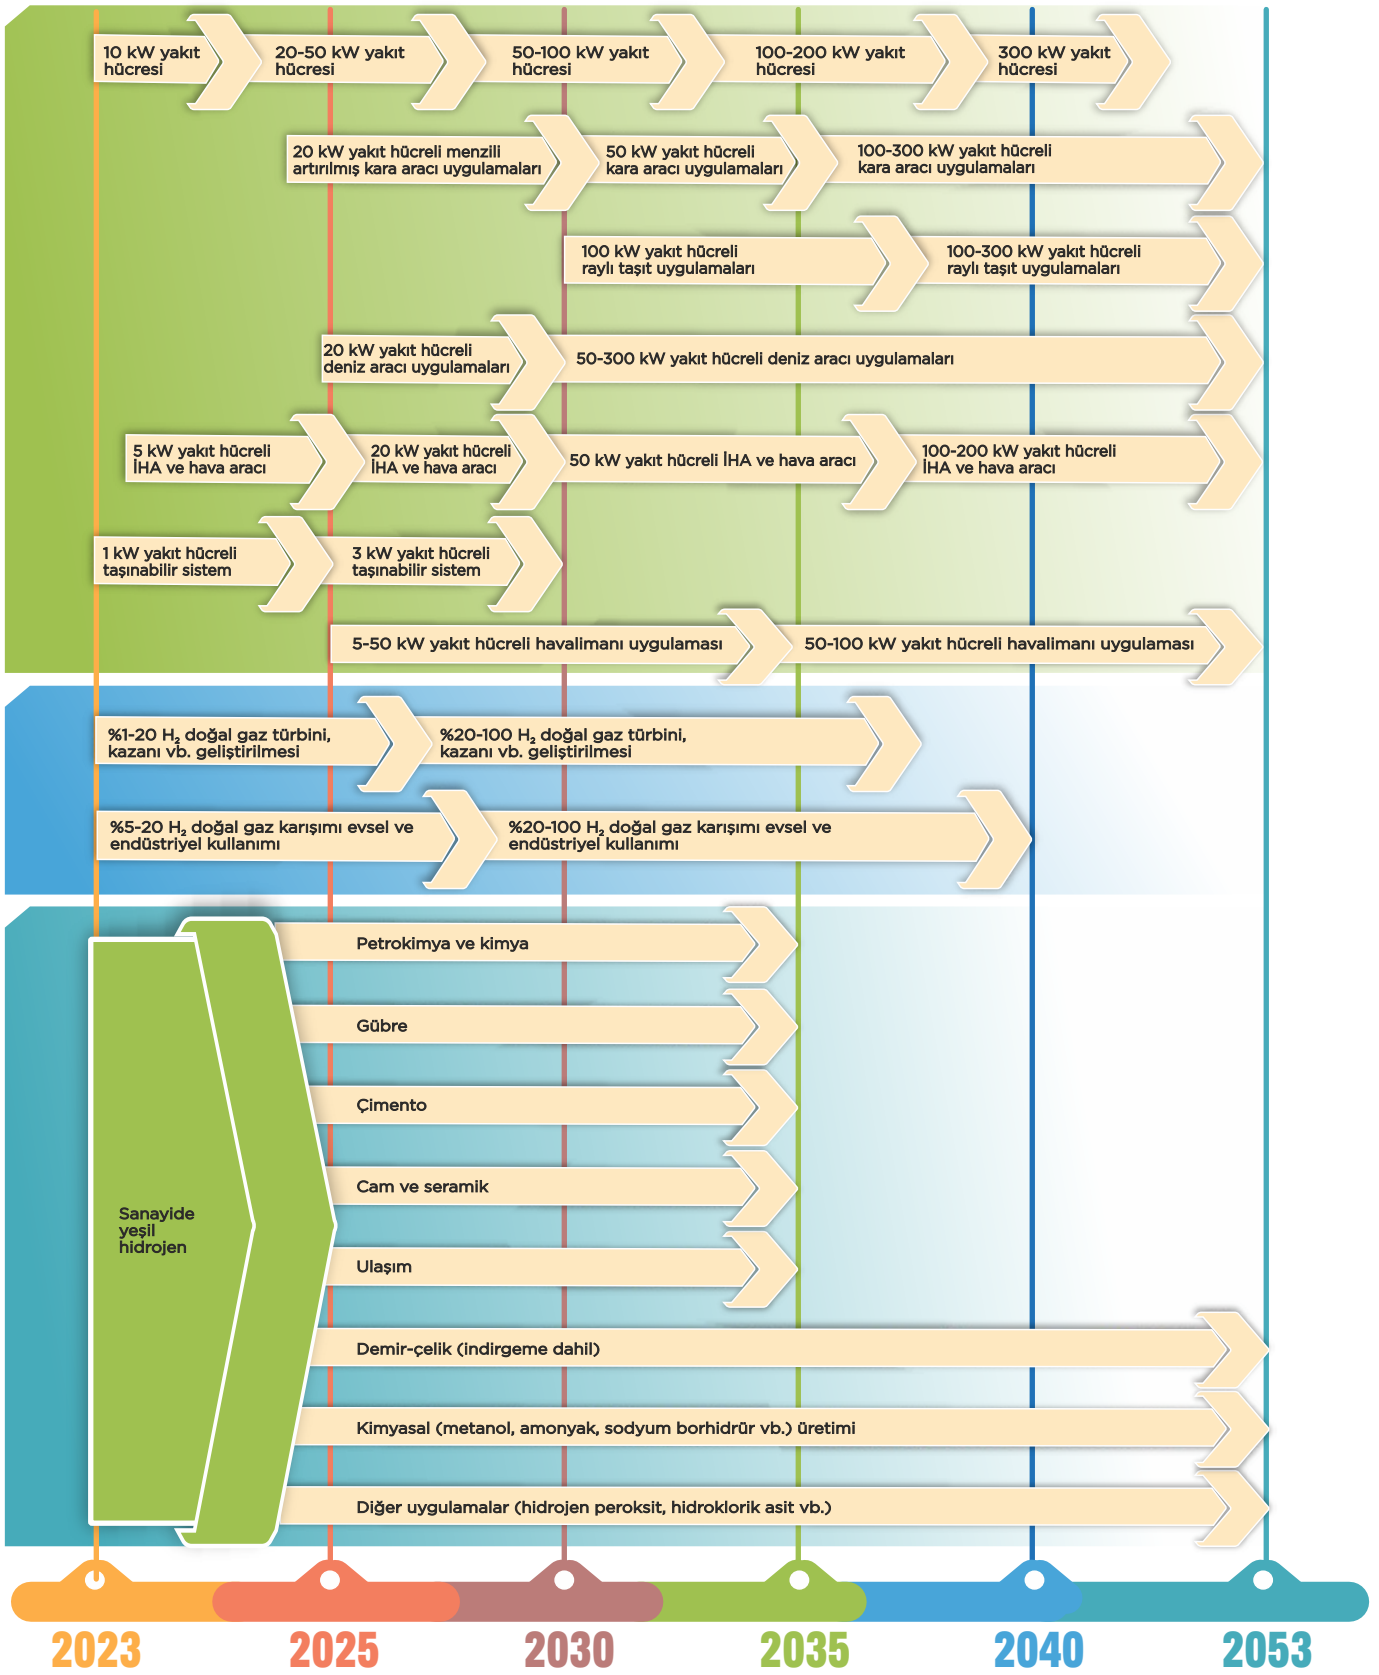 10 kW yakıt
hücresi
20-50 kW yakıt
hücresi
50-100 kW yakıt
hücresi
100-200 kW yakıt
hücresi
300 kW yakıt
hücresi
20 kW yakıt hücreli menzili
artırılmış kara aracı uygulamaları
50 kW yakıt hücreli
kara aracı uygulamaları
100-300 kW yakıt hücreli
kara aracı uygulamaları
100 kW yakıt hücreli
raylı taşıt uygulamaları
100-300 kW yakıt hücreli
raylı taşıt uygulamaları
20 kW yakıt hücreli
deniz aracı uygulamaları
50-300 kW yakıt hücreli deniz aracı uygulamaları
5 kW yakıt hücreli
İHA ve hava aracı
20 kW yakıt hücreli
İHA ve hava aracı
50 kW yakıt hücreli İHA ve hava aracı
100-200 kW yakıt hücreli
İHA ve hava aracı
1 kW yakıt hücreli
taşınabilir sistem
3 kW yakıt hücreli
taşınabilir sistem
5-50 kW yakıt hücreli havalimanı uygulaması
50-100 kW yakıt hücreli havalimanı uygulaması
%1-20 H₂ doğal gaz türbini,
kazanı vb. geliştirilmesi
%20-100 H₂ doğal gaz türbini,
kazanı vb. geliştirilmesi
%5-20 H₂ doğal gaz karışımı evsel ve
endüstriyel kullanımı
%20-100 H₂ doğal gaz karışımı evsel ve
endüstriyel kullanımı
Sanayide
yeşil
hidrojen
Petrokimya ve kimya
Gübre
Çimento
Cam ve seramik
Ulaşım
Demir-çelik (indirgeme dahil)
Kimyasal (metanol, amonyak, sodyum borhidrür vb.) üretimi
Diğer uygulamalar (hidrojen peroksit, hidroklorik asit vb.)
2023
2025
2030
2035
2040
2053